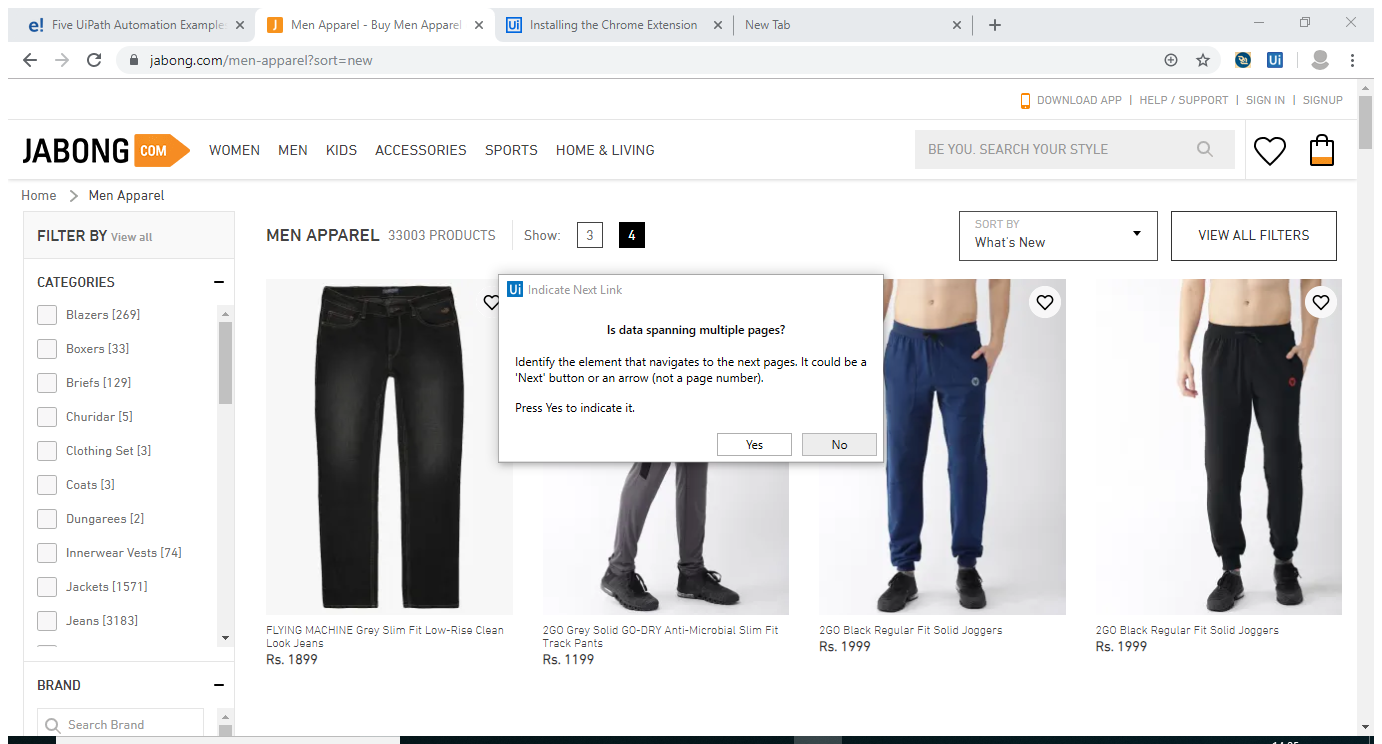 e! Five UiPath Automation Example
J Men Apparel - Buy Men Apparel
Ui Installing the Chrome Extension
New Tab
jabong.com/men-apparel?sort=new
Ui
DOWNLOAD APP | HELP / SUPPORT | SIGN IN | SIGNUP
JABONG COM
WOMEN MEN KIDS ACCESSORIES SPORTS HOME & LIVING
BE YOU. SEARCH YOUR STYLE
Home > Men Apparel
FILTER BY View all
MEN APPAREL 33003 PRODUCTS Show: 3 4
SORT BY
What's New
VIEW ALL FILTERS
CATEGORIES
Blazers [269]
Boxers [33]
Briefs [129]
Churidar [5]
Clothing Set [3]
Coats [3]
Dungarees [2]
Innerwear Vests [74]
Jackets [1571]
Jeans [3183]
BRAND
Search Brand
Ui Indicate Next Link
Is data spanning multiple pages?
Identify the element that navigates to the next pages. It could be a
'Next' button or an arrow (not a page number).
Press Yes to indicate it.
Yes No
FLYING MACHINE Grey Slim Fit Low-Rise Clean
Look Jeans
Rs. 1899
2GO Grey Solid GO-DRY Anti-Microbial Slim Fit
Track Pants
Rs. 1199
2GO Black Regular Fit Solid Joggers
Rs. 1999
2GO Black Regular Fit Solid Joggers
Rs. 1999